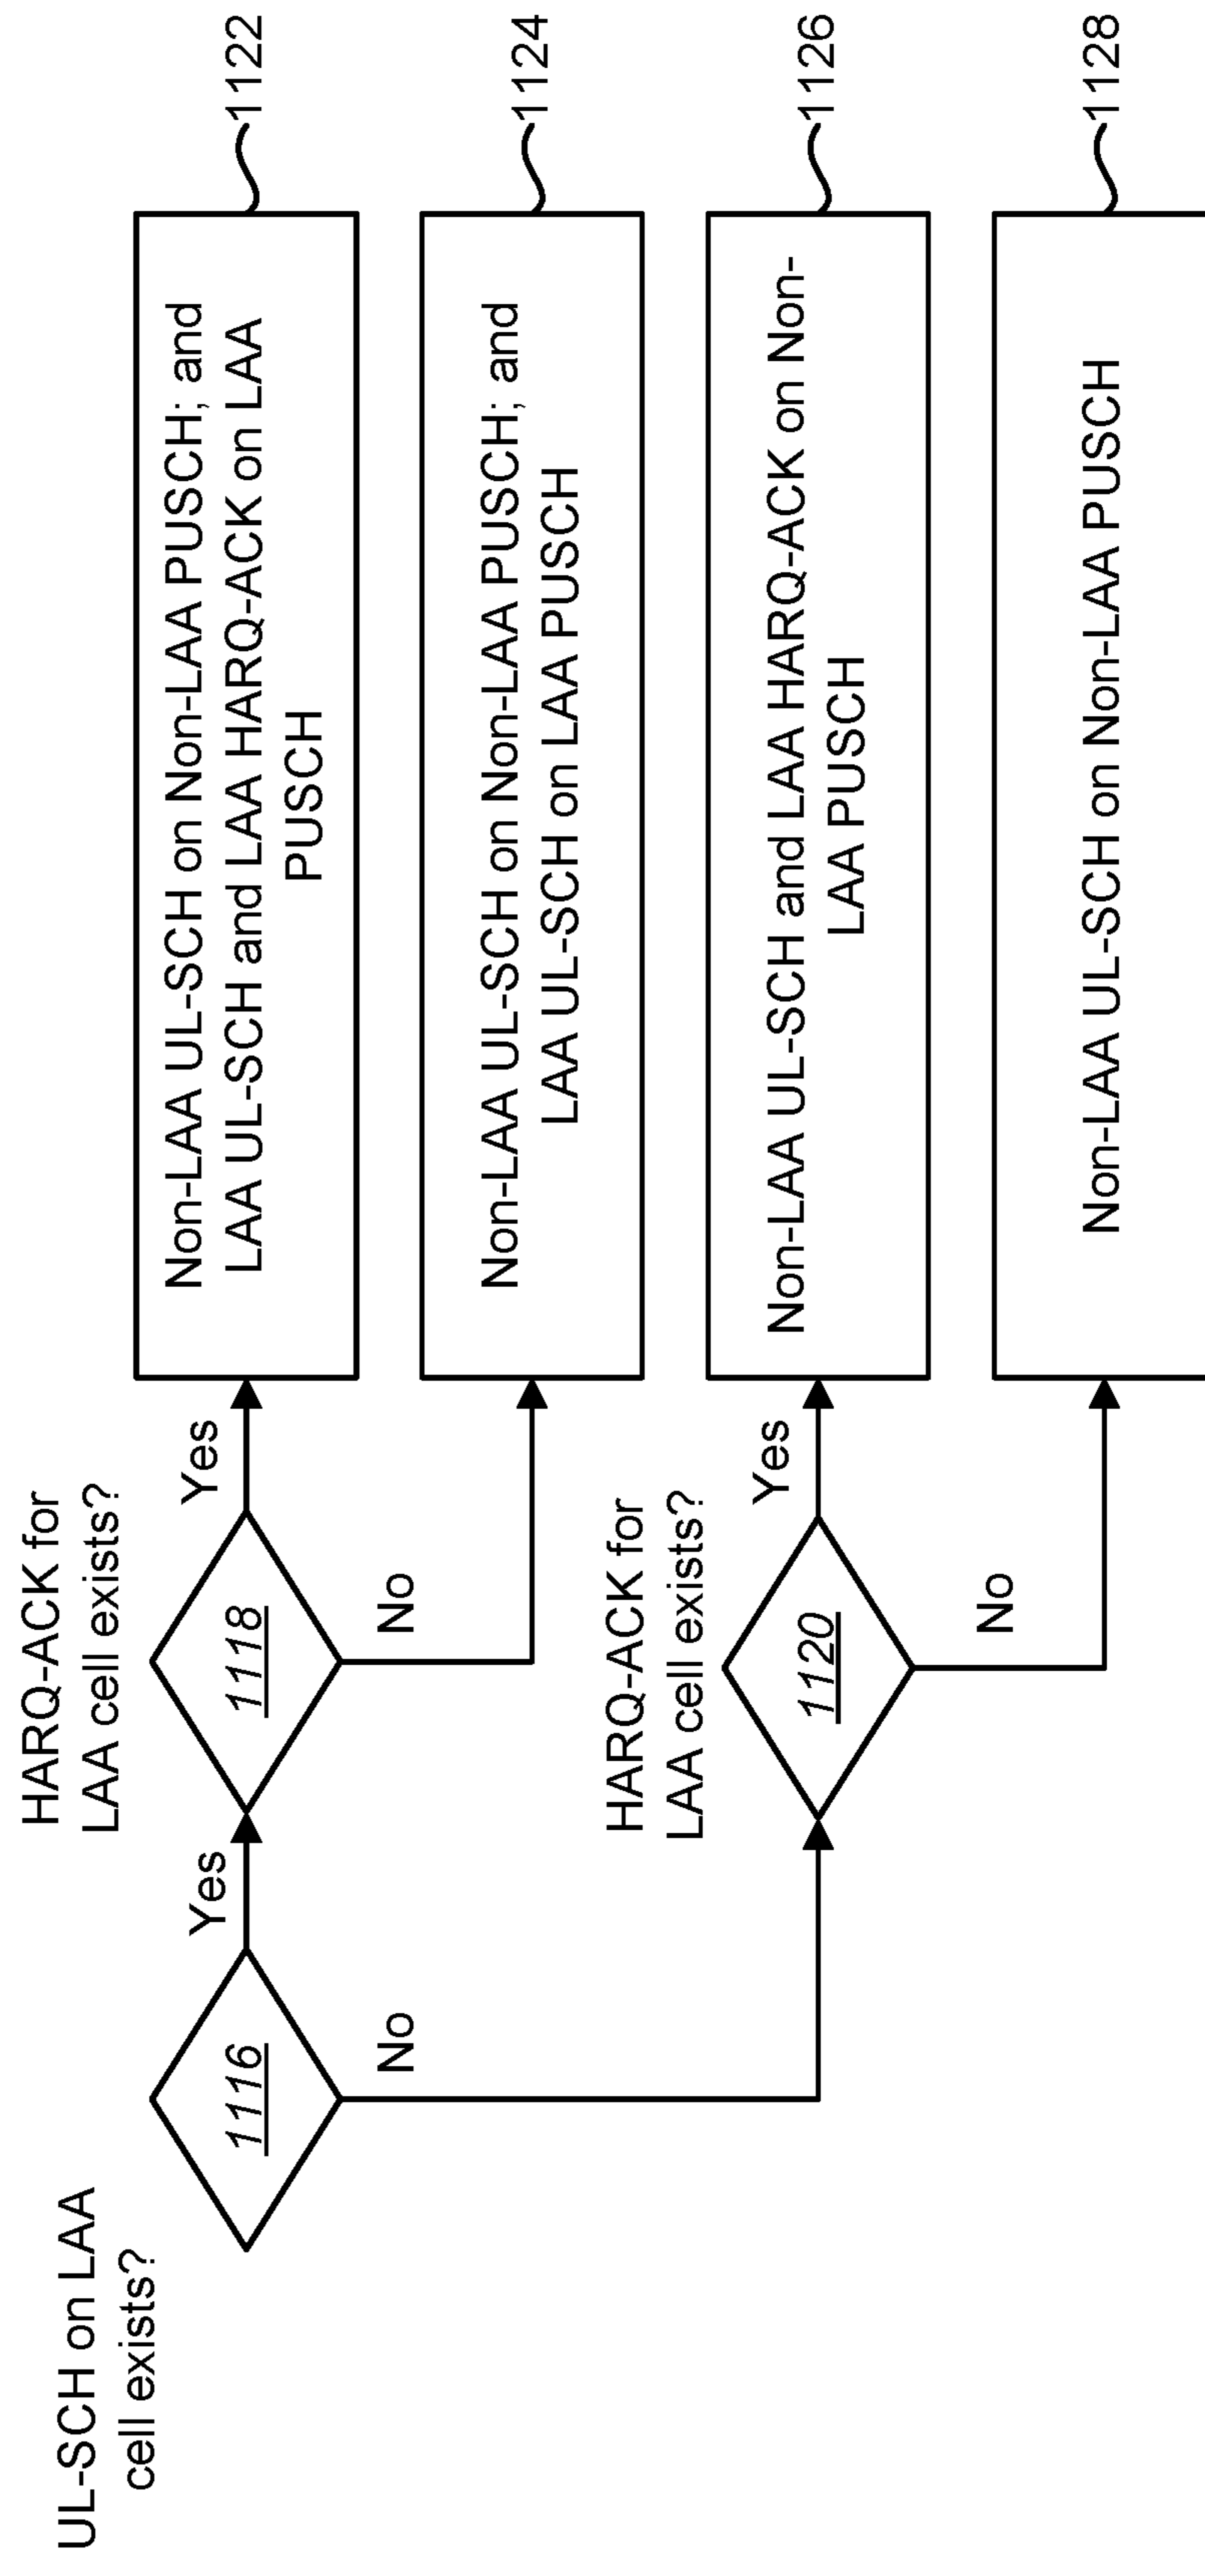 UL-SCH on LAA
cell exists?
1116
Yes
No
HARQ-ACK for
LAA cell exists?
1118
Yes
No
HARQ-ACK for
LAA cell exists?
1120
Yes
No
Non-LAA UL-SCH on Non-LAA PUSCH; and
LAA UL-SCH and LAA HARQ-ACK on LAA
PUSCH
1122
Non-LAA UL-SCH on Non-LAA PUSCH; and
LAA UL-SCH on LAA PUSCH
1124
Non-LAA UL-SCH and LAA HARQ-ACK on Non-
LAA PUSCH
1126
Non-LAA UL-SCH on Non-LAA PUSCH
1128